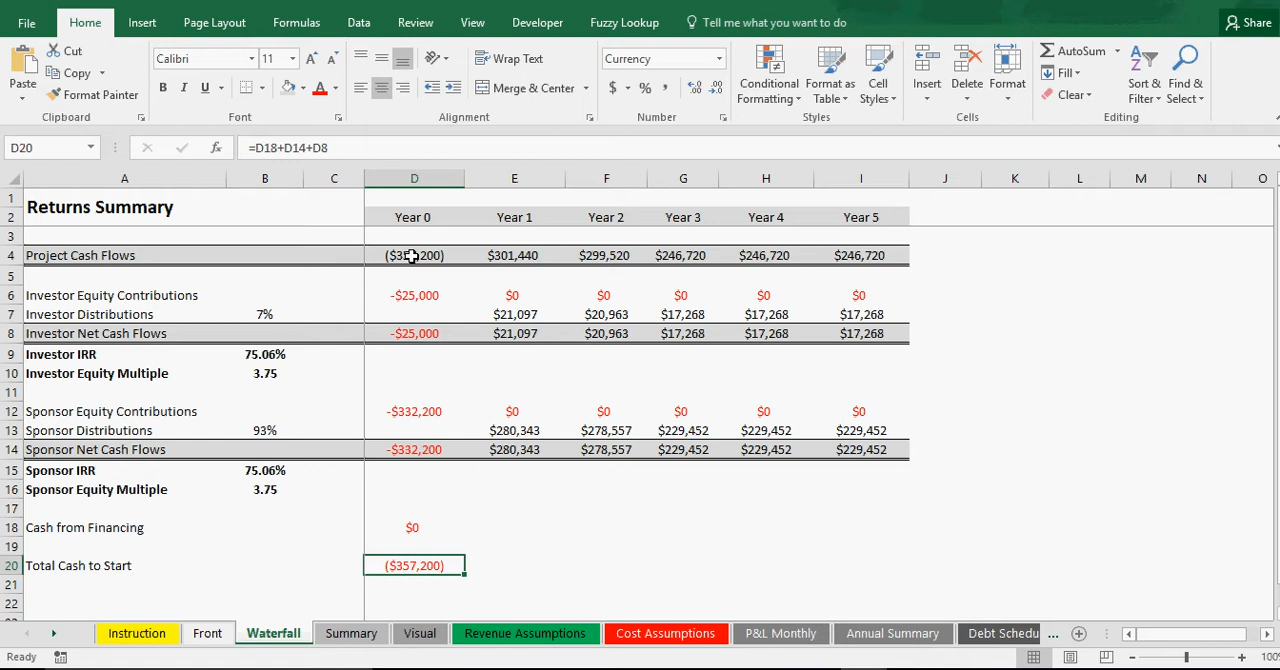 File Home Insert Page Layout Formulas Data Review View Developer Fuzzy Lookup Tell me what you want to do Share
Paste Cut Copy Format Painter Clipboard
Calibri 11 A A B I U A Font
Wrap Text Merge & Center Alignment
Currency $ % , Number
Conditional Formatting Format as Table Cell Styles Styles
Insert Delete Format Cells
AutoSum Fill Clear Sort & Filter Find & Select Editing
D20 fx =D18+D14+D8
A B C D E F G H I J K L M N O
1 Returns Summary
2 Year 0 Year 1 Year 2 Year 3 Year 4 Year 5
3
4 Project Cash Flows $301,440 $299,520 $246,720 $246,720 $246,720
5
6 Investor Equity Contributions -$25,000 $0 $0 $0 $0 $0
7 Investor Distributions 7% $21,097 $20,963 $17,268 $17,268 $17,268
8 Investor Net Cash Flows -$25,000 $21,097 $20,963 $17,268 $17,268 $17,268
9 Investor IRR 75.06%
10 Investor Equity Multiple 3.75
11
12 Sponsor Equity Contributions -$332,200 $0 $0 $0 $0 $0
13 Sponsor Distributions 93% $280,343 $278,557 $229,452 $229,452 $229,452
14 Sponsor Net Cash Flows -$332,200 $280,343 $278,557 $229,452 $229,452 $229,452
15 Sponsor IRR 75.06%
16 Sponsor Equity Multiple 3.75
17
18 Cash from Financing $0
19
20 Total Cash to Start ($357,200)
21
22
Instruction Front Waterfall Summary Visual Revenue Assumptions Cost Assumptions P&L Monthly Annual Summary Debt Schedu ...
Ready 100%